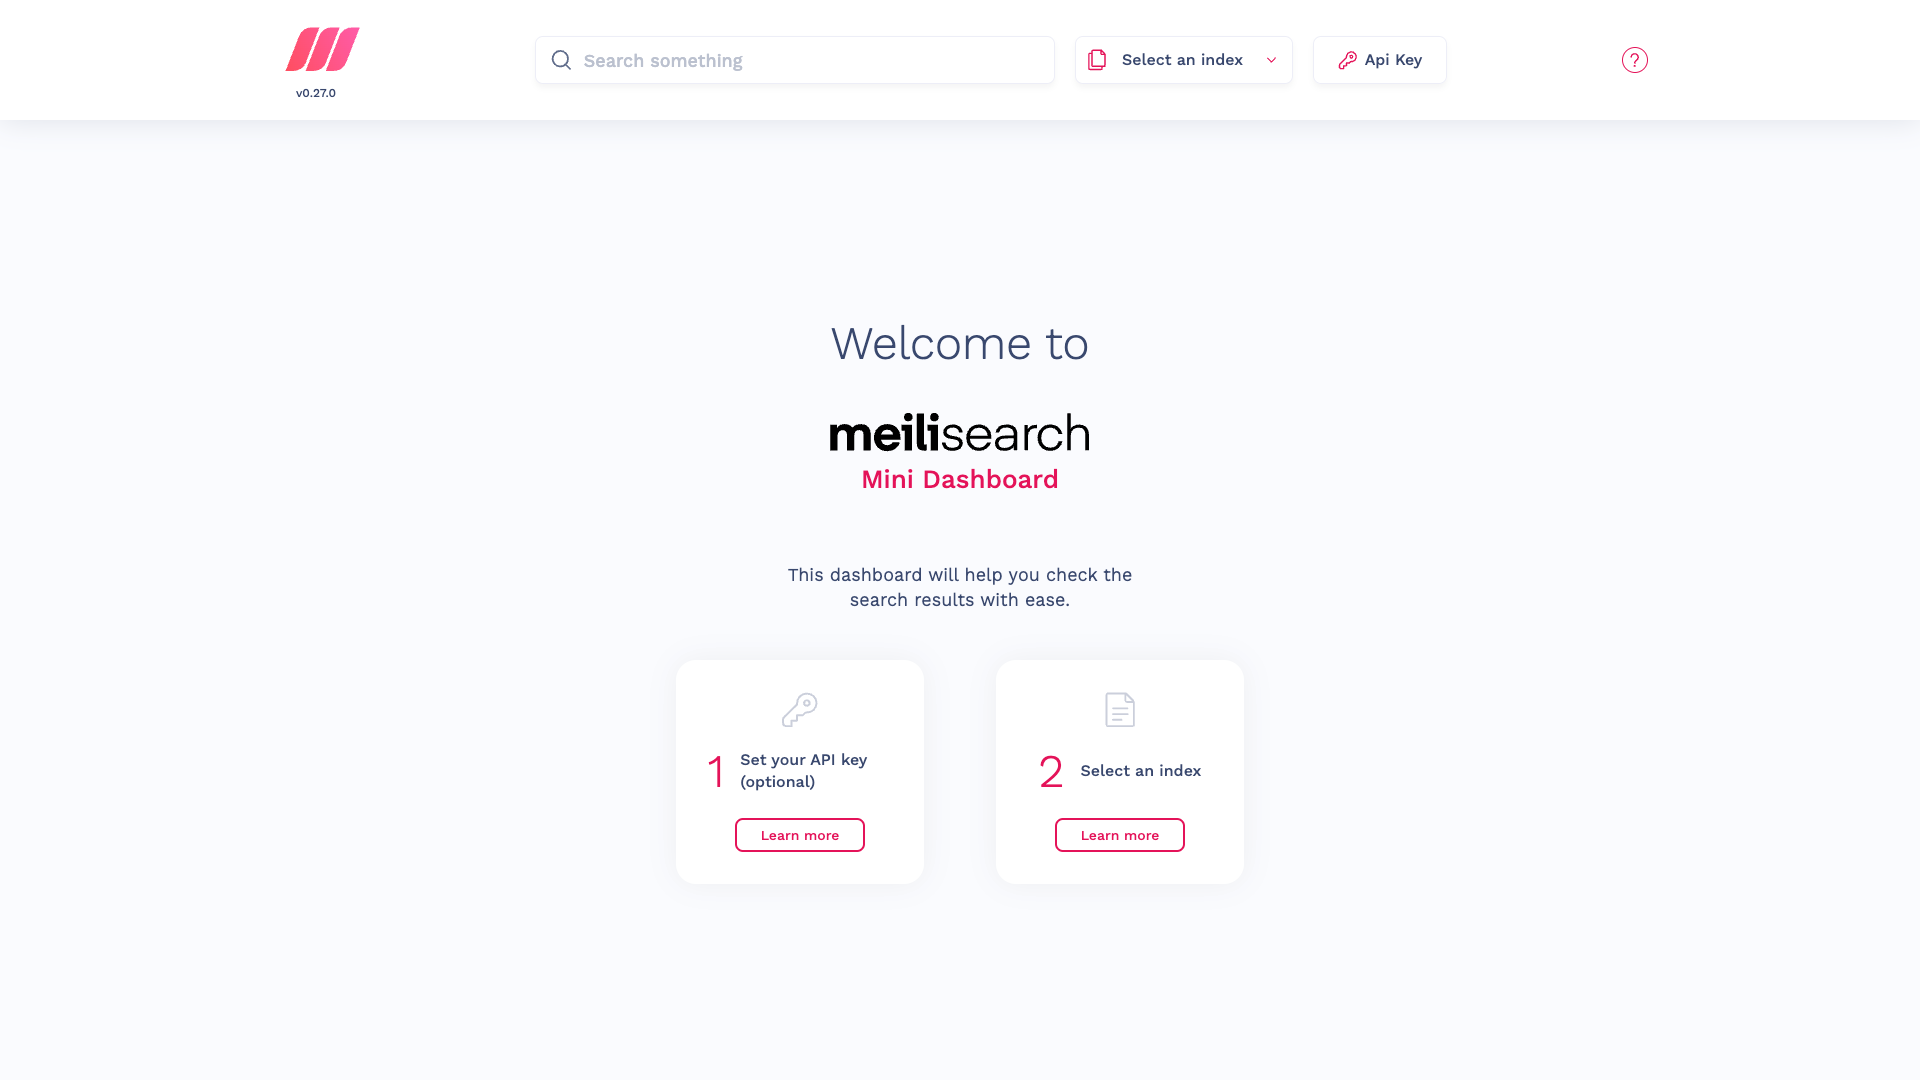 v0.27.0
Search something
Select an index
Api Key
Welcome to
meilisearch
Mini Dashboard
This dashboard will help you check the
search results with ease.
1
Set your API key
(optional)
Learn more
2
Select an index
Learn more